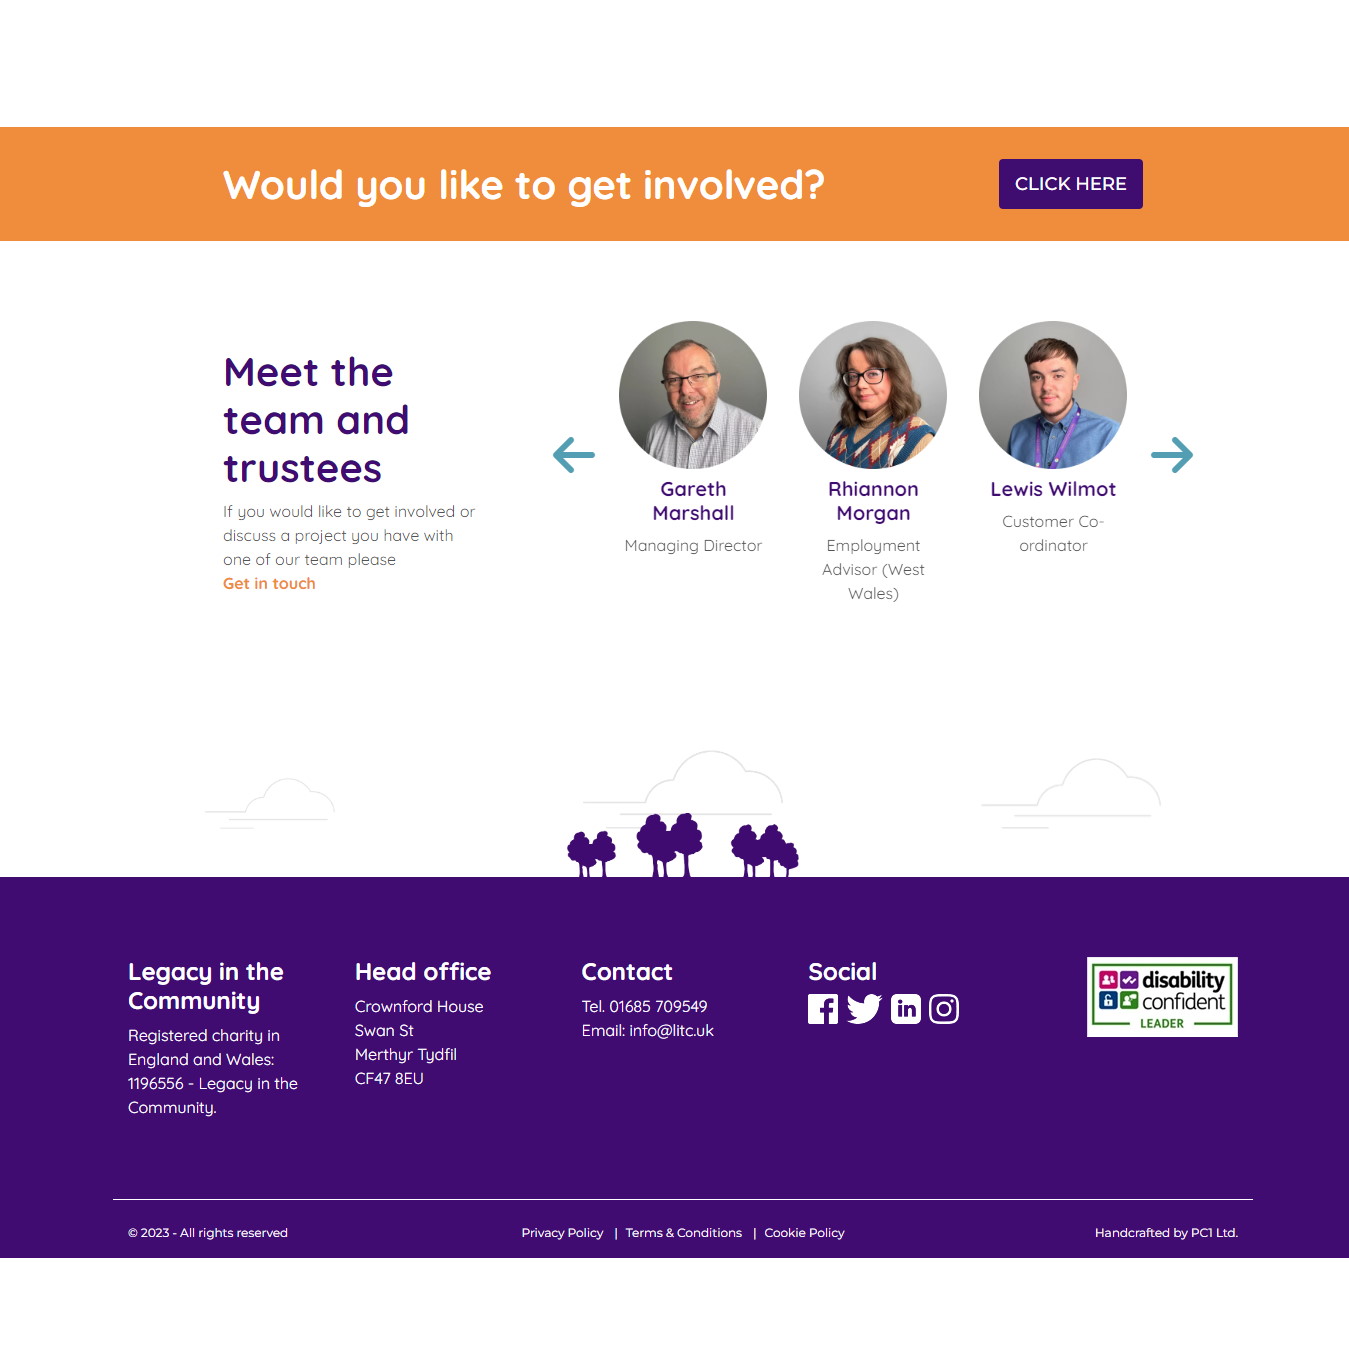 Would you like to get involved?
CLICK HERE
Meet the
team and
trustees
If you would like to get involved or
discuss a project you have with
one of our team please
Get in touch
Gareth
Marshall
Managing Director
Rhiannon
Morgan
Employment
Advisor (West
Wales)
Lewis Wilmot
Customer Co-
ordinator
Legacy in the
Community
Registered charity in
England and Wales:
1196556 - Legacy in the
Community.
Head office
Crownford House
Swan St
Merthyr Tydfil
CF47 8EU
Contact
Tel. 01685 709549
Email: info@litc.uk
Social
disability
confident
LEADER
© 2023 - All rights reserved
Privacy Policy | Terms & Conditions | Cookie Policy
Handcrafted by PC1 Ltd.